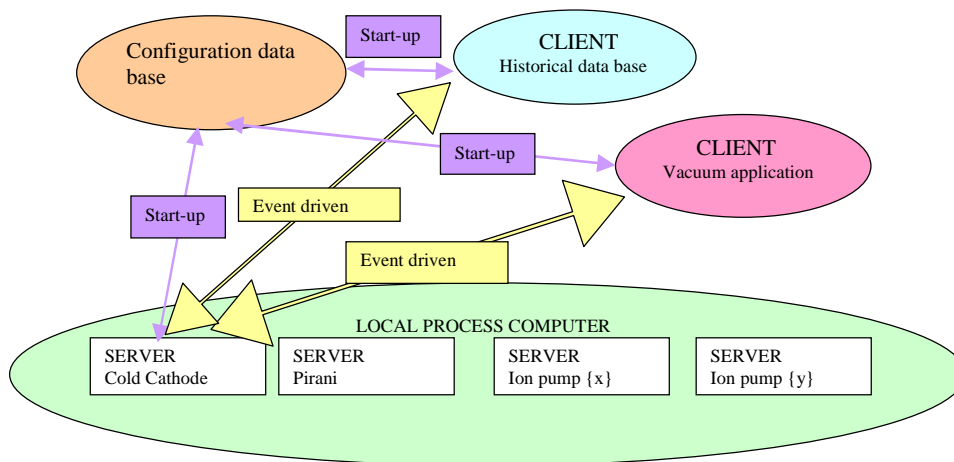 Configuration data
base
Start-up
CLIENT
Historical data base
Start-up
CLIENT
Vacuum application
Start-up
Event driven
Event driven
LOCAL PROCESS COMPUTER
SERVER
Cold Cathode
SERVER
Pirani
SERVER
Ion pump {x}
SERVER
Ion pump {y}